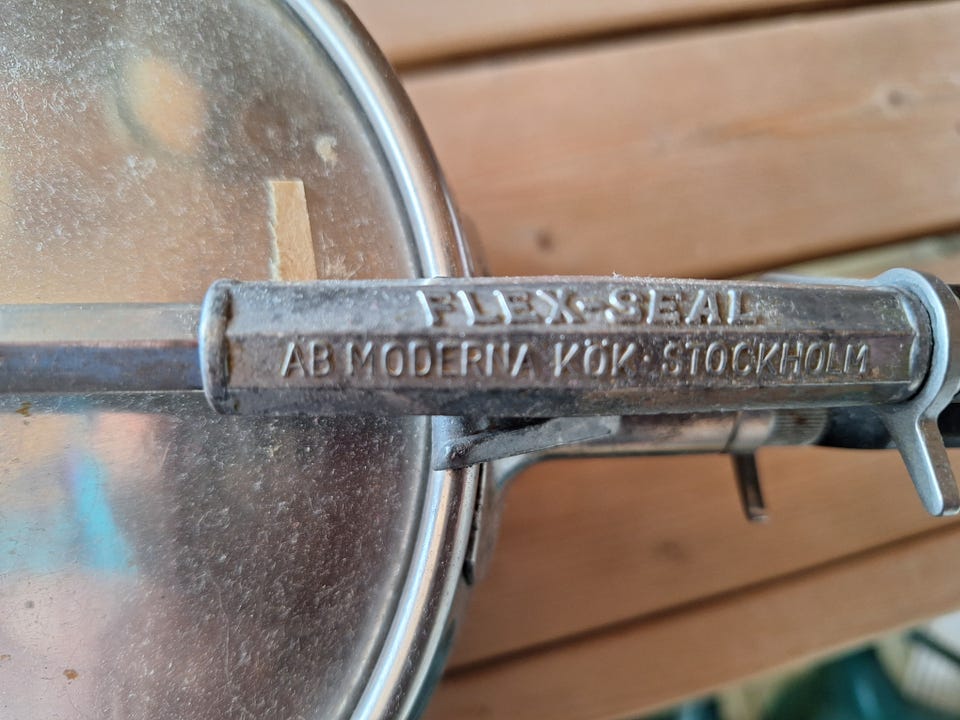 FLEX-SEAL
AB MODERNA KÖK · STOCKHOLM